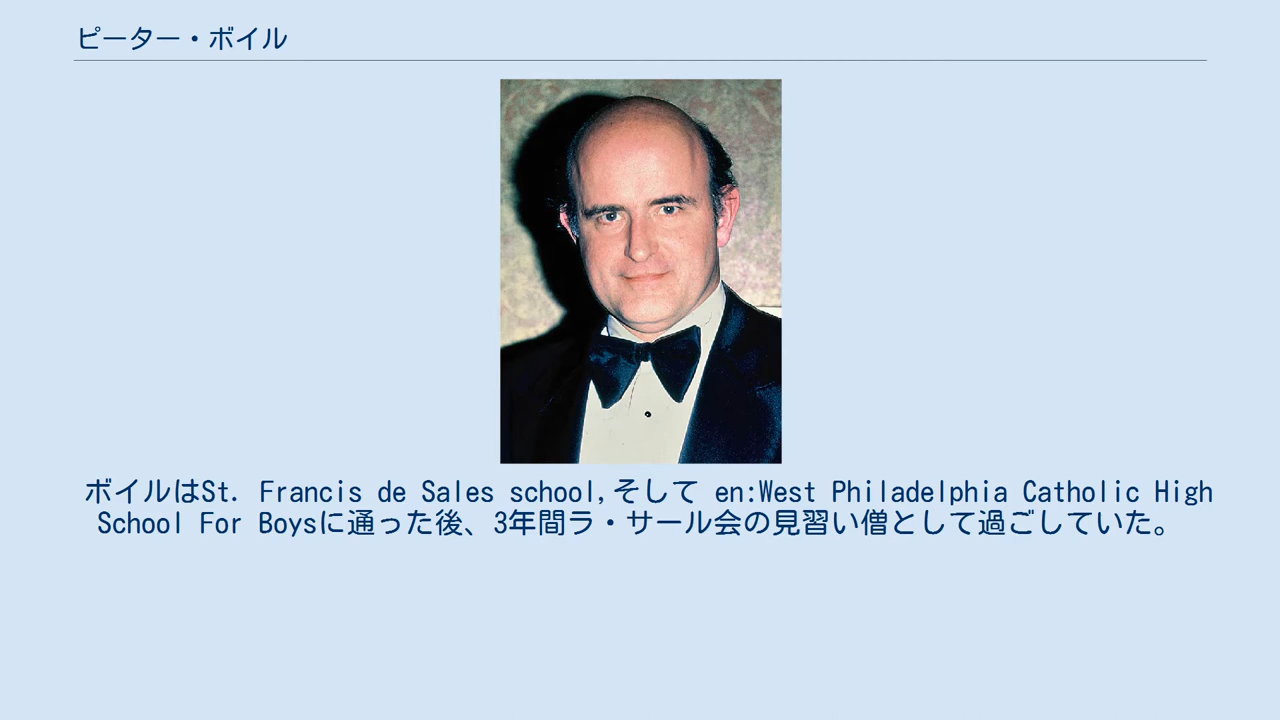 ピーター・ボイル
ボイルはSt. Francis de Sales school,そして en:West Philadelphia Catholic High
School For Boysに通った後、3年間ラ・サール会の見習い僧として過ごしていた。